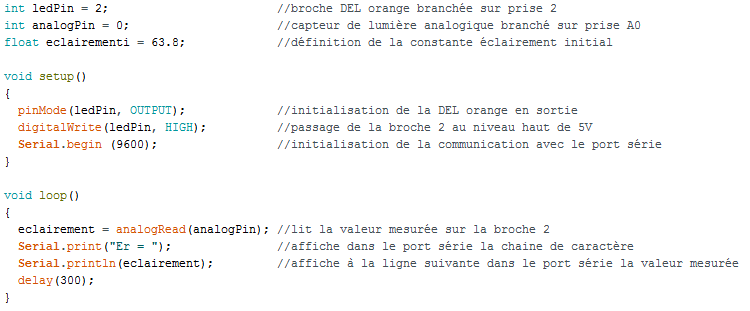 int ledPin = 2; //broche DEL orange branchée sur prise 2
int analogPin = 0; //capteur de lumière analogique branché sur prise A0
float eclairementi = 63.8; //définition de la constante éclairement initial
void setup()
{
pinMode(ledPin, OUTPUT); //initialisation de la DEL orange en sortie
digitalWrite(ledPin, HIGH); //passage de la broche 2 au niveau haut de 5V
Serial.begin (9600); //initialisation de la communication avec le port série
}
void loop()
{
eclairement = analogRead(analogPin); //lit la valeur mesurée sur la broche 2
Serial.print("Er = "); //affiche dans le port série la chaine de caractère
Serial.println(eclairement); //affiche à la ligne suivante dans le port série la valeur mesurée
delay(300);
}